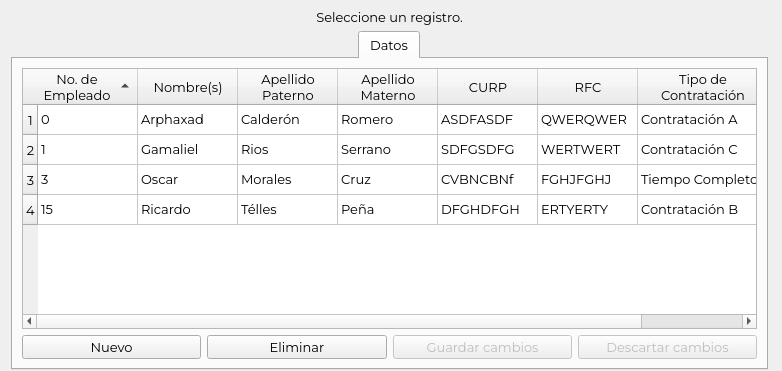 Seleccione un registro.
Datos
No. de Empleado Nombre(s) Apellido Paterno Apellido Materno CURP RFC Tipo de Contratación
1 0 Arphaxad Calderón Romero ASDFASDF QWERQWER Contratación A
2 1 Gamaliel Rios Serrano SDFGSDFG WERTWERT Contratación C
3 3 Oscar Morales Cruz CVBNCBNf FGHJFGHJ Tiempo Completo
4 15 Ricardo Télles Peña DFGHDFGH ERTYERTY Contratación B
Nuevo Eliminar Guardar cambios Descartar cambios